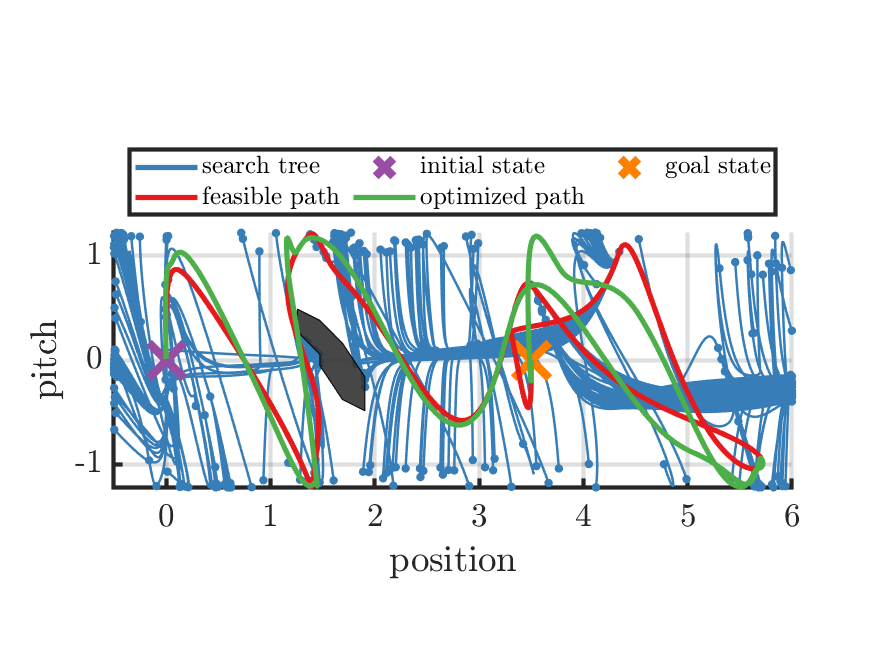 search tree initial state goal state
feasible path optimized path
1
0
-1
pitch
0 1 2 3 4 5 6
position